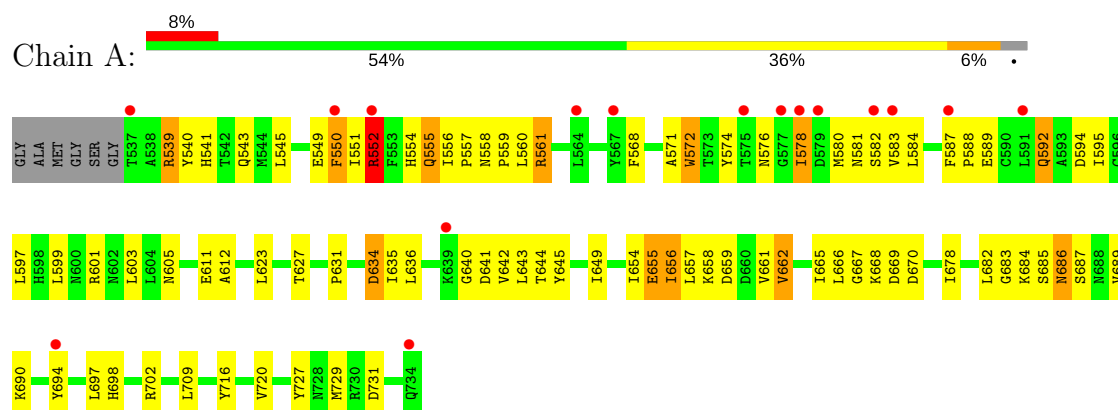 8%
Chain A:
54% 36% 6% •
GLY ALA MET GLY SER GLY T537 A538 R539 Y540 H541 T542 Q543 M544 L545 E549 F550 I551 R552 F553 H554 Q555 I556 P557 N558 P559 L560 R561 L564 Y567 F568 A571 W572 T573 Y574 T575 N576 G577 I578 D579 N580 N581 S582 V583 L584 F587 P588 E589 C590 L591 Q592 A593 D594 I595
L597 H598 L599 N600 R601 N602 L603 L604 N605 E611 A612 L623 T627 P631 D634 I635 L636 K639 G640 D641 V642 L643 T644 Y645 I649 I654 E655 I656 L657 K658 D659 D660 V661 V662 I665 L666 G667 K668 D669 D670 I678 L682 G683 K684 S685 N686 S687 N688
K690 Y694 L697 H698 R702 L709 Y716 V720 Y727 N728 M729 R730 D731 Q734